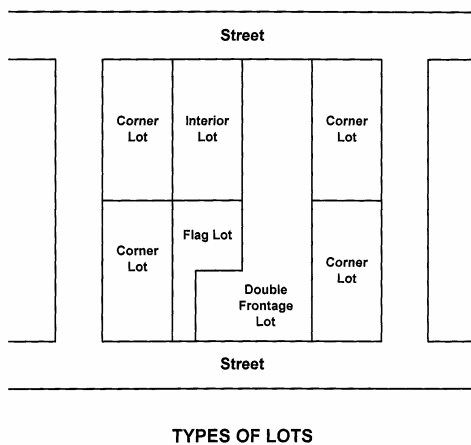 Street
Corner
Lot
Interior
Lot
Corner
Lot
Corner
Lot
Flag Lot
Corner
Lot
Double
Frontage
Lot
Street
TYPES OF LOTS